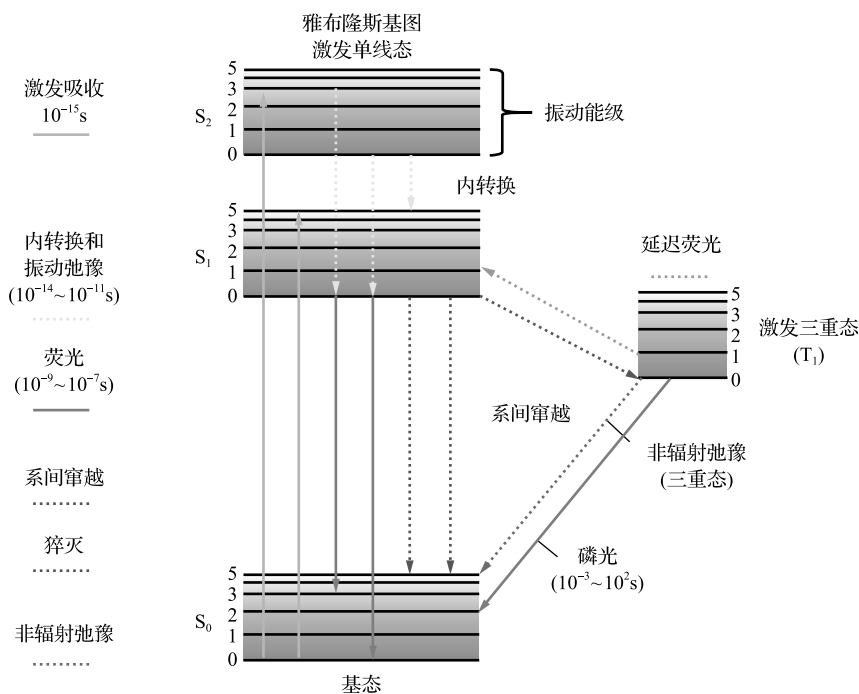 雅布隆斯基图
激发单线态
激发吸收
10⁻¹⁵s
内转换和
振动弛豫
(10⁻¹⁴~10⁻¹¹s)
荧光
(10⁻⁹~10⁻⁷s)
系间窜越
猝灭
非辐射弛豫
S₂
5
3
2
1
0
振动能级
内转换
S₁
5
3
2
1
0
延迟荧光
5
3
2
1
0
激发三重态
(T₁)
系间窜越
非辐射弛豫
(三重态)
磷光
(10⁻³~10²s)
S₀
5
3
2
1
0
基态